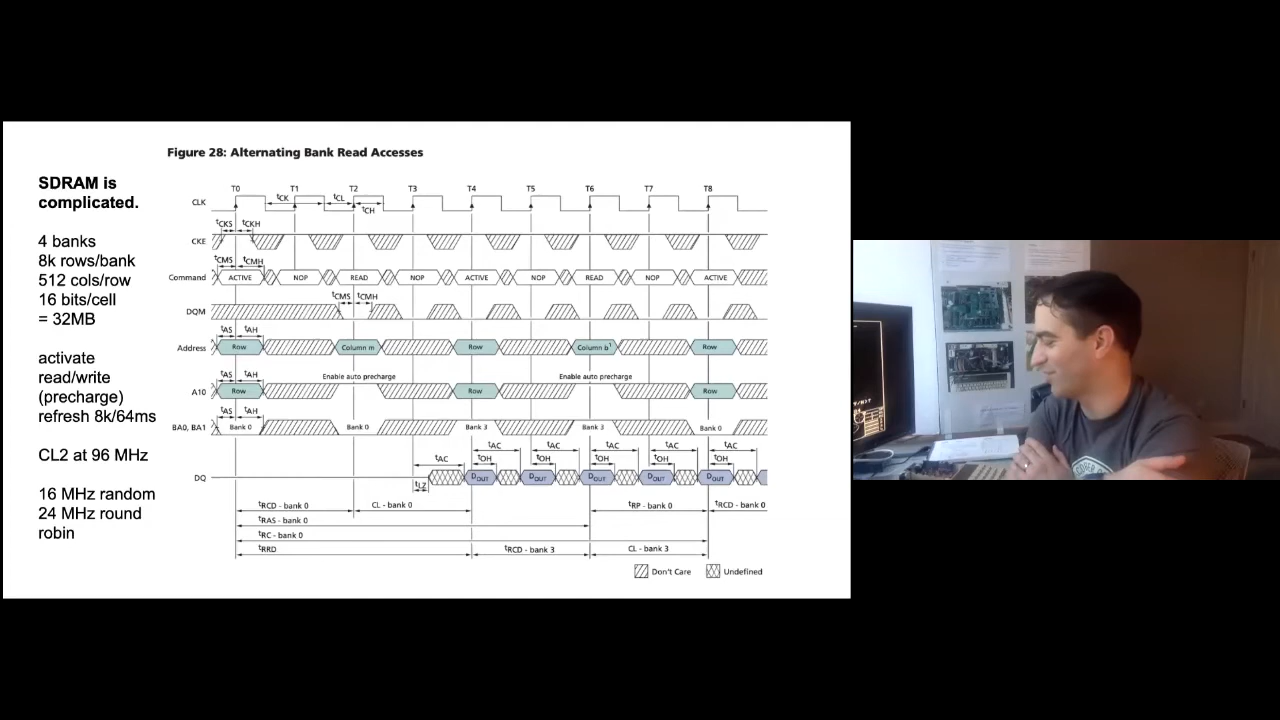 Figure 28: Alternating Bank Read Accesses
SDRAM is
complicated.
4 banks
8k rows/bank
512 cols/row
16 bits/cell
= 32MB
activate
read/write
(precharge)
refresh 8k/64ms
CL2 at 96 MHz
16 MHz random
24 MHz round
robin
T0 T1 T2 T3 T4 T5 T6 T7 T8
CLK
tCK tCL tCH
tCKS tCKH
CKE
tCMS tCMH
Command ACTIVE NOP READ NOP ACTIVE NOP READ NOP ACTIVE
tCMS tCMH
DQM
tAS tAH
Address Row Column m Row Column b1 Row
tAS tAH Enable auto precharge Enable auto precharge
A10 Row Row Row
tAS tAH
BA0, BA1 Bank 0 Bank 0 Bank 3 Bank 3 Bank 0
tAC tAC tAC tAC tAC tAC
tOH tOH tOH tOH tOH
DQ DOUT DOUT DOUT DOUT DOUT
tLZ
tRCD - bank 0 CL - bank 0 tRP - bank 0 tRCD - bank 0
tRAS - bank 0
tRC - bank 0
tRRD tRCD - bank 3 CL - bank 3
Don't Care Undefined